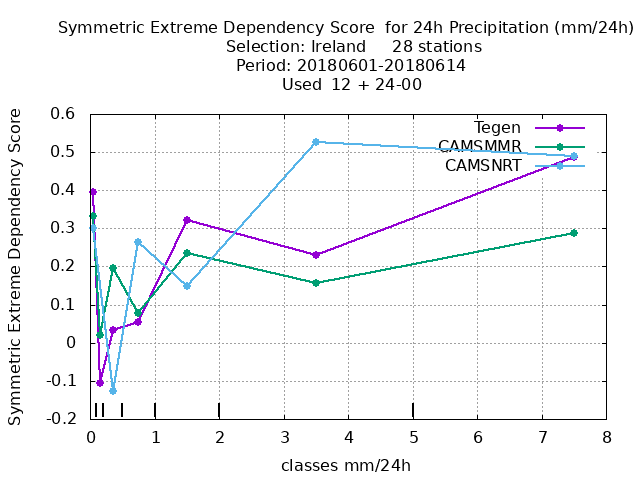 Symmetric Extreme Dependency Score  for 24h Precipitation (mm/24h)
Selection: Ireland     28 stations
Period: 20180601-20180614
Used  12 + 24-00
Symmetric Extreme Dependency Score
0.6
0.5
0.4
0.3
0.2
0.1
0
-0.1
-0.2
Tegen
CAMSMMR
CAMSNRT
0 1 2 3 4 5 6 7 8
classes mm/24h